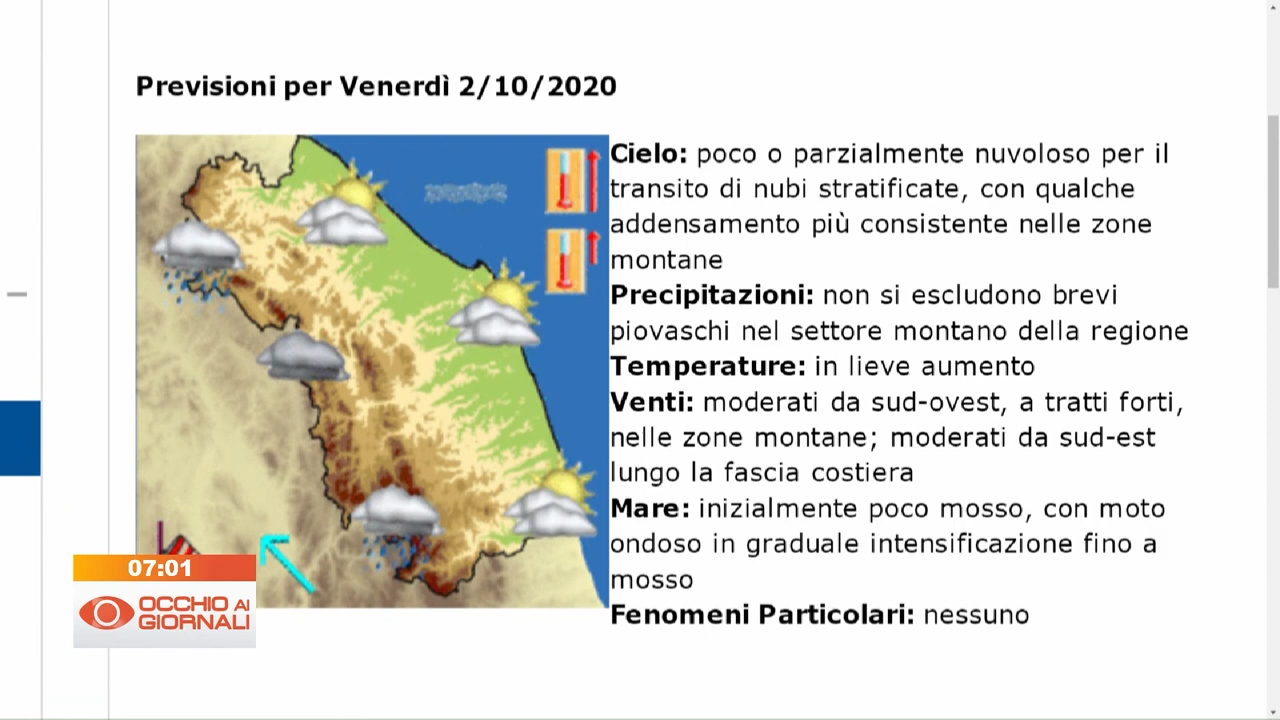 Previsioni per Venerdì 2/10/2020
Cielo: poco o parzialmente nuvoloso per il
transito di nubi stratificate, con qualche
addensamento più consistente nelle zone
montane
Precipitazioni: non si escludono brevi
piovaschi nel settore montano della regione
Temperature: in lieve aumento
Venti: moderati da sud-ovest, a tratti forti,
nelle zone montane; moderati da sud-est
lungo la fascia costiera
Mare: inizialmente poco mosso, con moto
ondoso in graduale intensificazione fino a
mosso
Fenomeni Particolari: nessuno
07:01
OCCHIO AI
GIORNALI